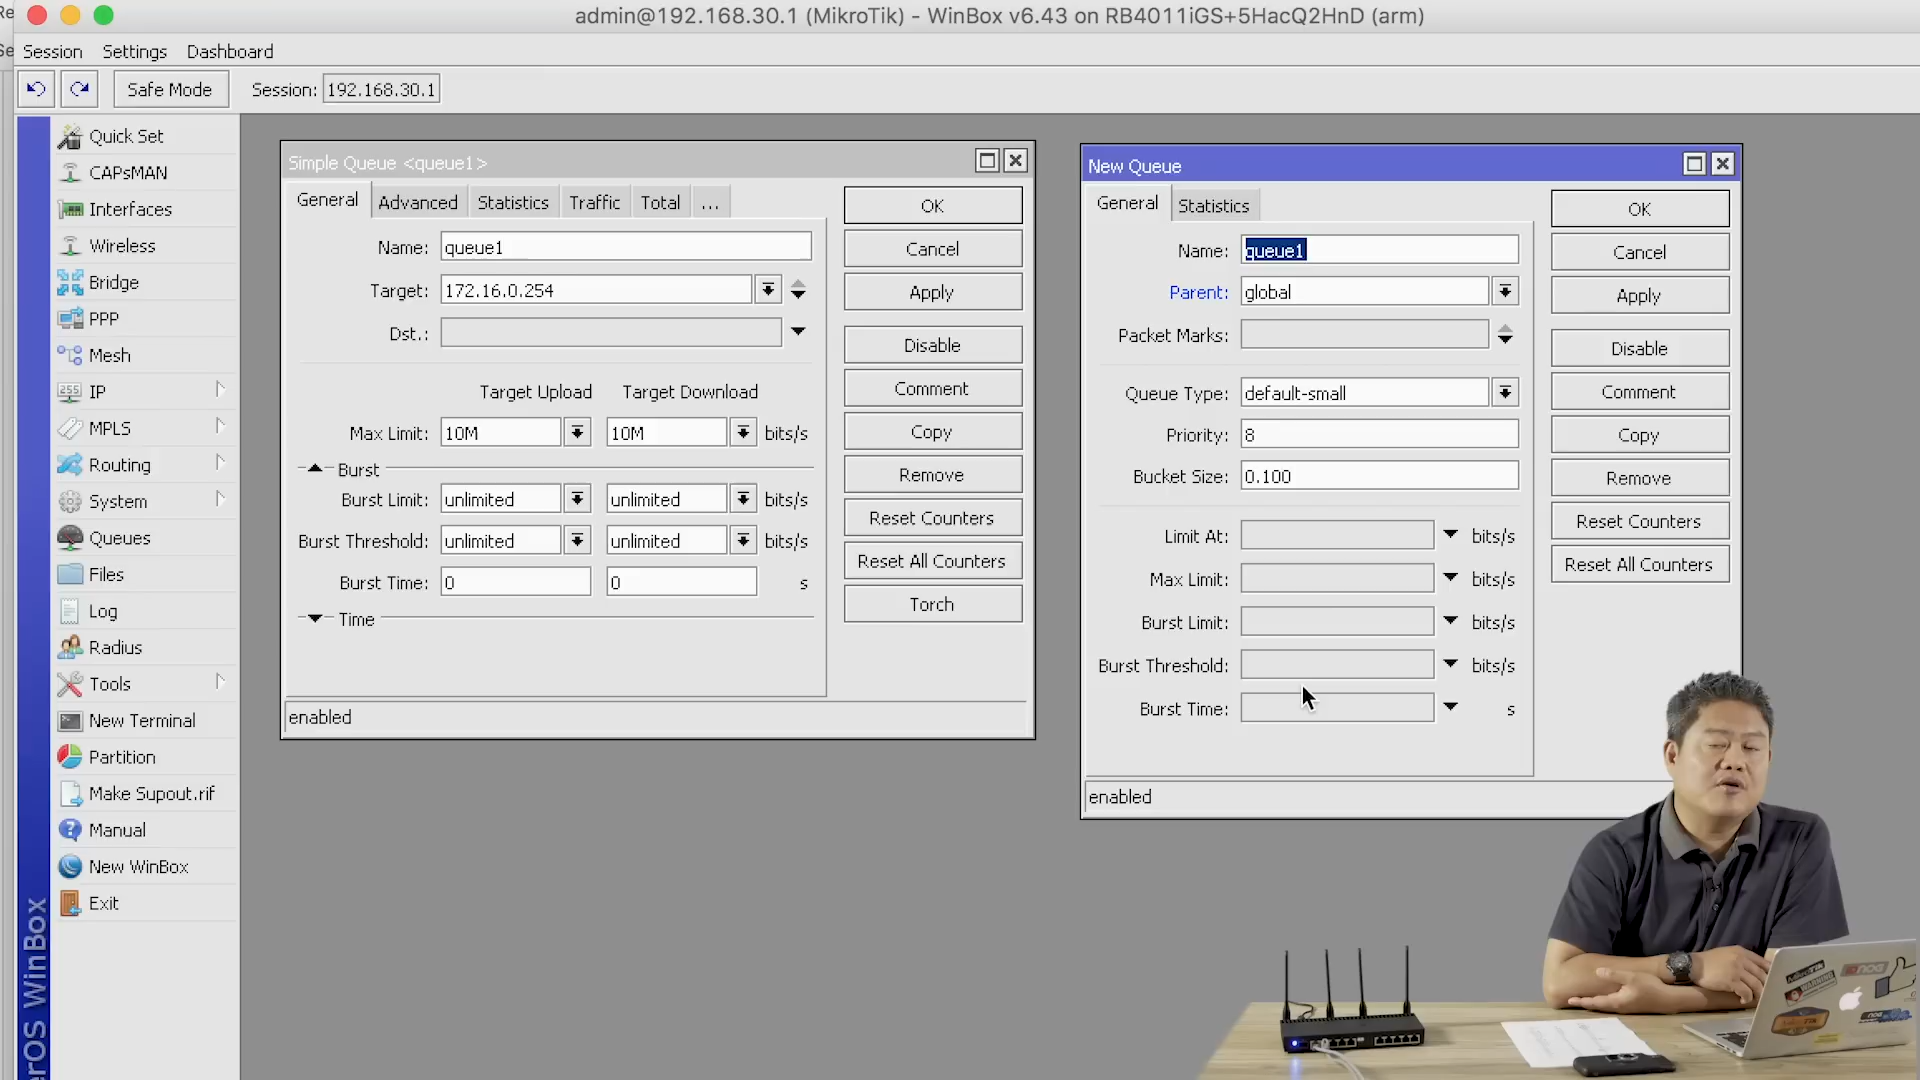 admin@192.168.30.1 (MikroTik) - WinBox v6.43 on RB4011iGS+5HacQ2HnD (arm)
Session Settings Dashboard
Safe Mode Session: 192.168.30.1
Quick Set
CAPsMAN
Interfaces
Wireless
Bridge
PPP
Mesh
IP
MPLS
Routing
System
Queues
Files
Log
Radius
Tools
New Terminal
Partition
Make Supout.rif
Manual
New WinBox
Exit
erOS WinBox
Simple Queue <queue1>
General Advanced Statistics Traffic Total ...
Name: queue1
Target: 172.16.0.254
Dst.:
Target Upload Target Download
Max Limit: 10M 10M bits/s
Burst
Burst Limit: unlimited unlimited bits/s
Burst Threshold: unlimited unlimited bits/s
Burst Time: 0 0 s
Time
enabled
OK
Cancel
Apply
Disable
Comment
Copy
Remove
Reset Counters
Reset All Counters
Torch
New Queue
General Statistics
Name: queue1
Parent: global
Packet Marks:
Queue Type: default-small
Priority: 8
Bucket Size: 0.100
Limit At: bits/s
Max Limit: bits/s
Burst Limit: bits/s
Burst Threshold: bits/s
Burst Time: s
enabled
OK
Cancel
Apply
Disable
Comment
Copy
Remove
Reset Counters
Reset All Counters